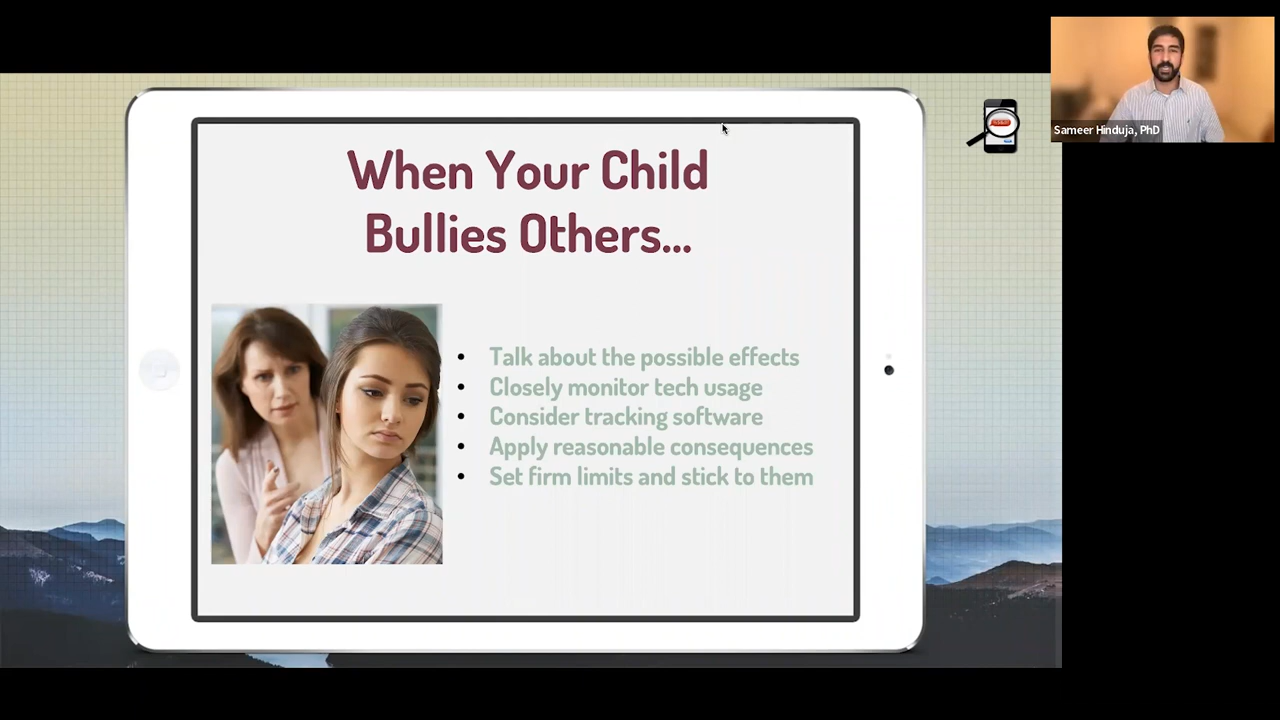 When Your Child
Bullies Others...
• Talk about the possible effects
• Closely monitor tech usage
• Consider tracking software
• Apply reasonable consequences
• Set firm limits and stick to them
Sameer Hinduja, PhD